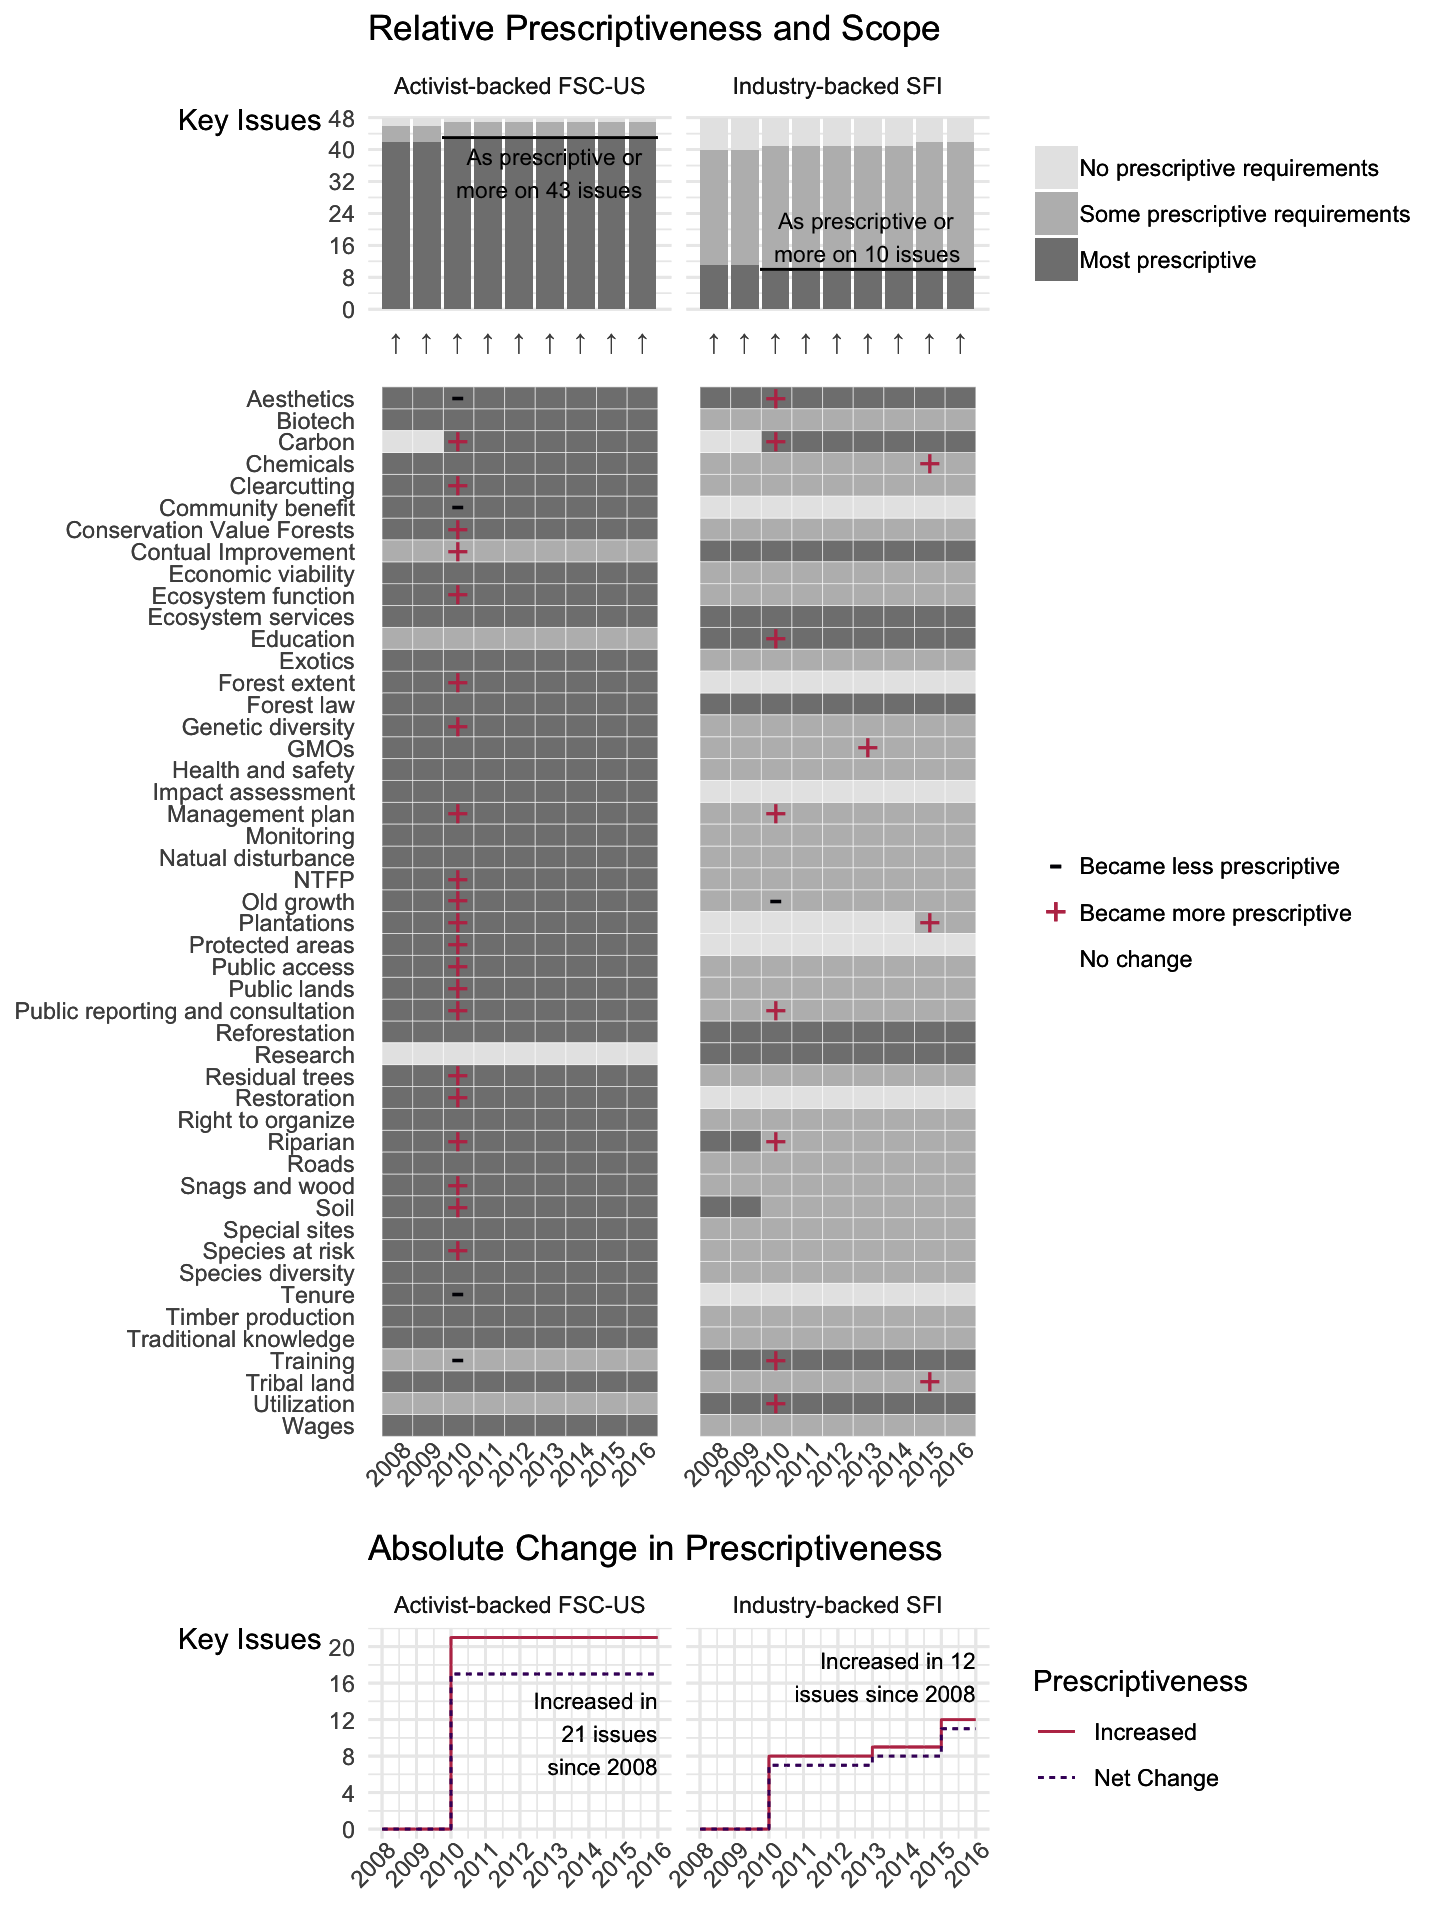 Relative Prescriptiveness and Scope
Activist-backed FSC-US
Industry-backed SFI
Key Issues
48
40
32
24
16
8
0
As prescriptive or
more on 43 issues
As prescriptive or
more on 10 issues
No prescriptive requirements
Some prescriptive requirements
Most prescriptive
↑ ↑ ↑ ↑ ↑ ↑ ↑ ↑ ↑
↑ ↑ ↑ ↑ ↑ ↑ ↑ ↑ ↑
Aesthetics
Biotech
Carbon
Chemicals
Clearcutting
Community benefit
Conservation Value Forests
Contual Improvement
Economic viability
Ecosystem function
Ecosystem services
Education
Exotics
Forest extent
Forest law
Genetic diversity
GMOs
Health and safety
Impact assessment
Management plan
Monitoring
Natual disturbance
NTFP
Old growth
Plantations
Protected areas
Public access
Public lands
Public reporting and consultation
Reforestation
Research
Residual trees
Restoration
Right to organize
Riparian
Roads
Snags and wood
Soil
Special sites
Species at risk
Species diversity
Tenure
Timber production
Traditional knowledge
Training
Tribal land
Utilization
Wages
2008 2009 2010 2011 2012 2013 2014 2015 2016
2008 2009 2010 2011 2012 2013 2014 2015 2016
- Became less prescriptive
+ Became more prescriptive
No change
Absolute Change in Prescriptiveness
Activist-backed FSC-US
Industry-backed SFI
Key Issues
20
16
12
8
4
0
Increased in
21 issues
since 2008
Increased in 12
issues since 2008
2008 2009 2010 2011 2012 2013 2014 2015 2016
2008 2009 2010 2011 2012 2013 2014 2015 2016
Prescriptiveness
Increased
Net Change